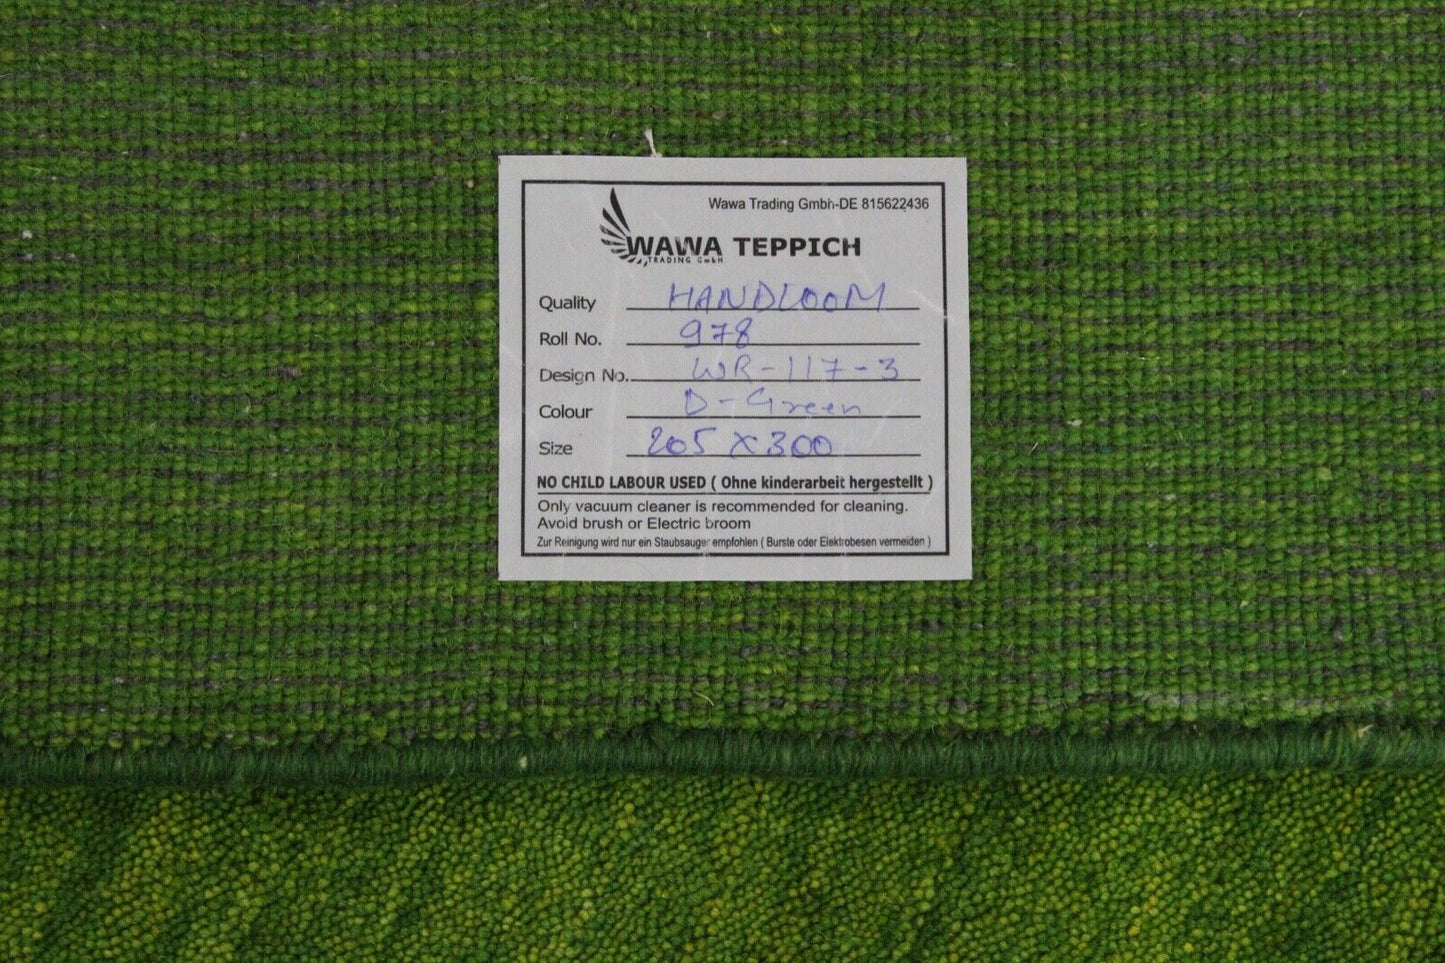 Wawa Trading Gmbh-DE 815622436
WAWA TEPPICH
TRADING GmbH
Quality HANDLOOM
Roll No. 978
Design No. WR-117-3
Colour D-Green
Size 205 X 300
NO CHILD LABOUR USED ( Ohne kinderarbeit hergestellt )
Only vacuum cleaner is recommended for cleaning.
Avoid brush or Electric broom
Zur Reinigung wird nur ein Staubsauger empfohlen ( Burste oder Elektrobesen vermeiden )